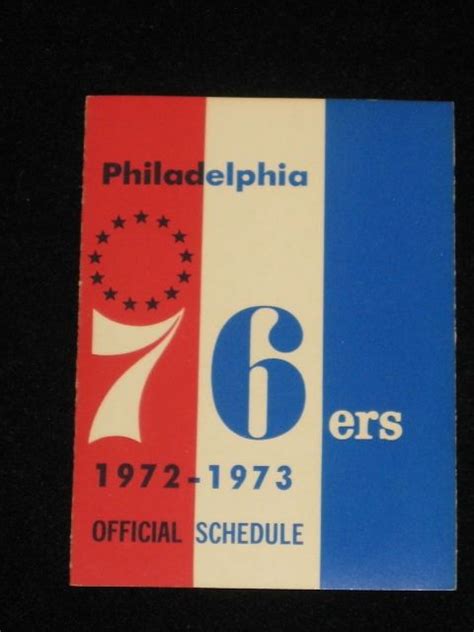 Philadelphia
76ers
1972-1973
OFFICIAL SCHEDULE